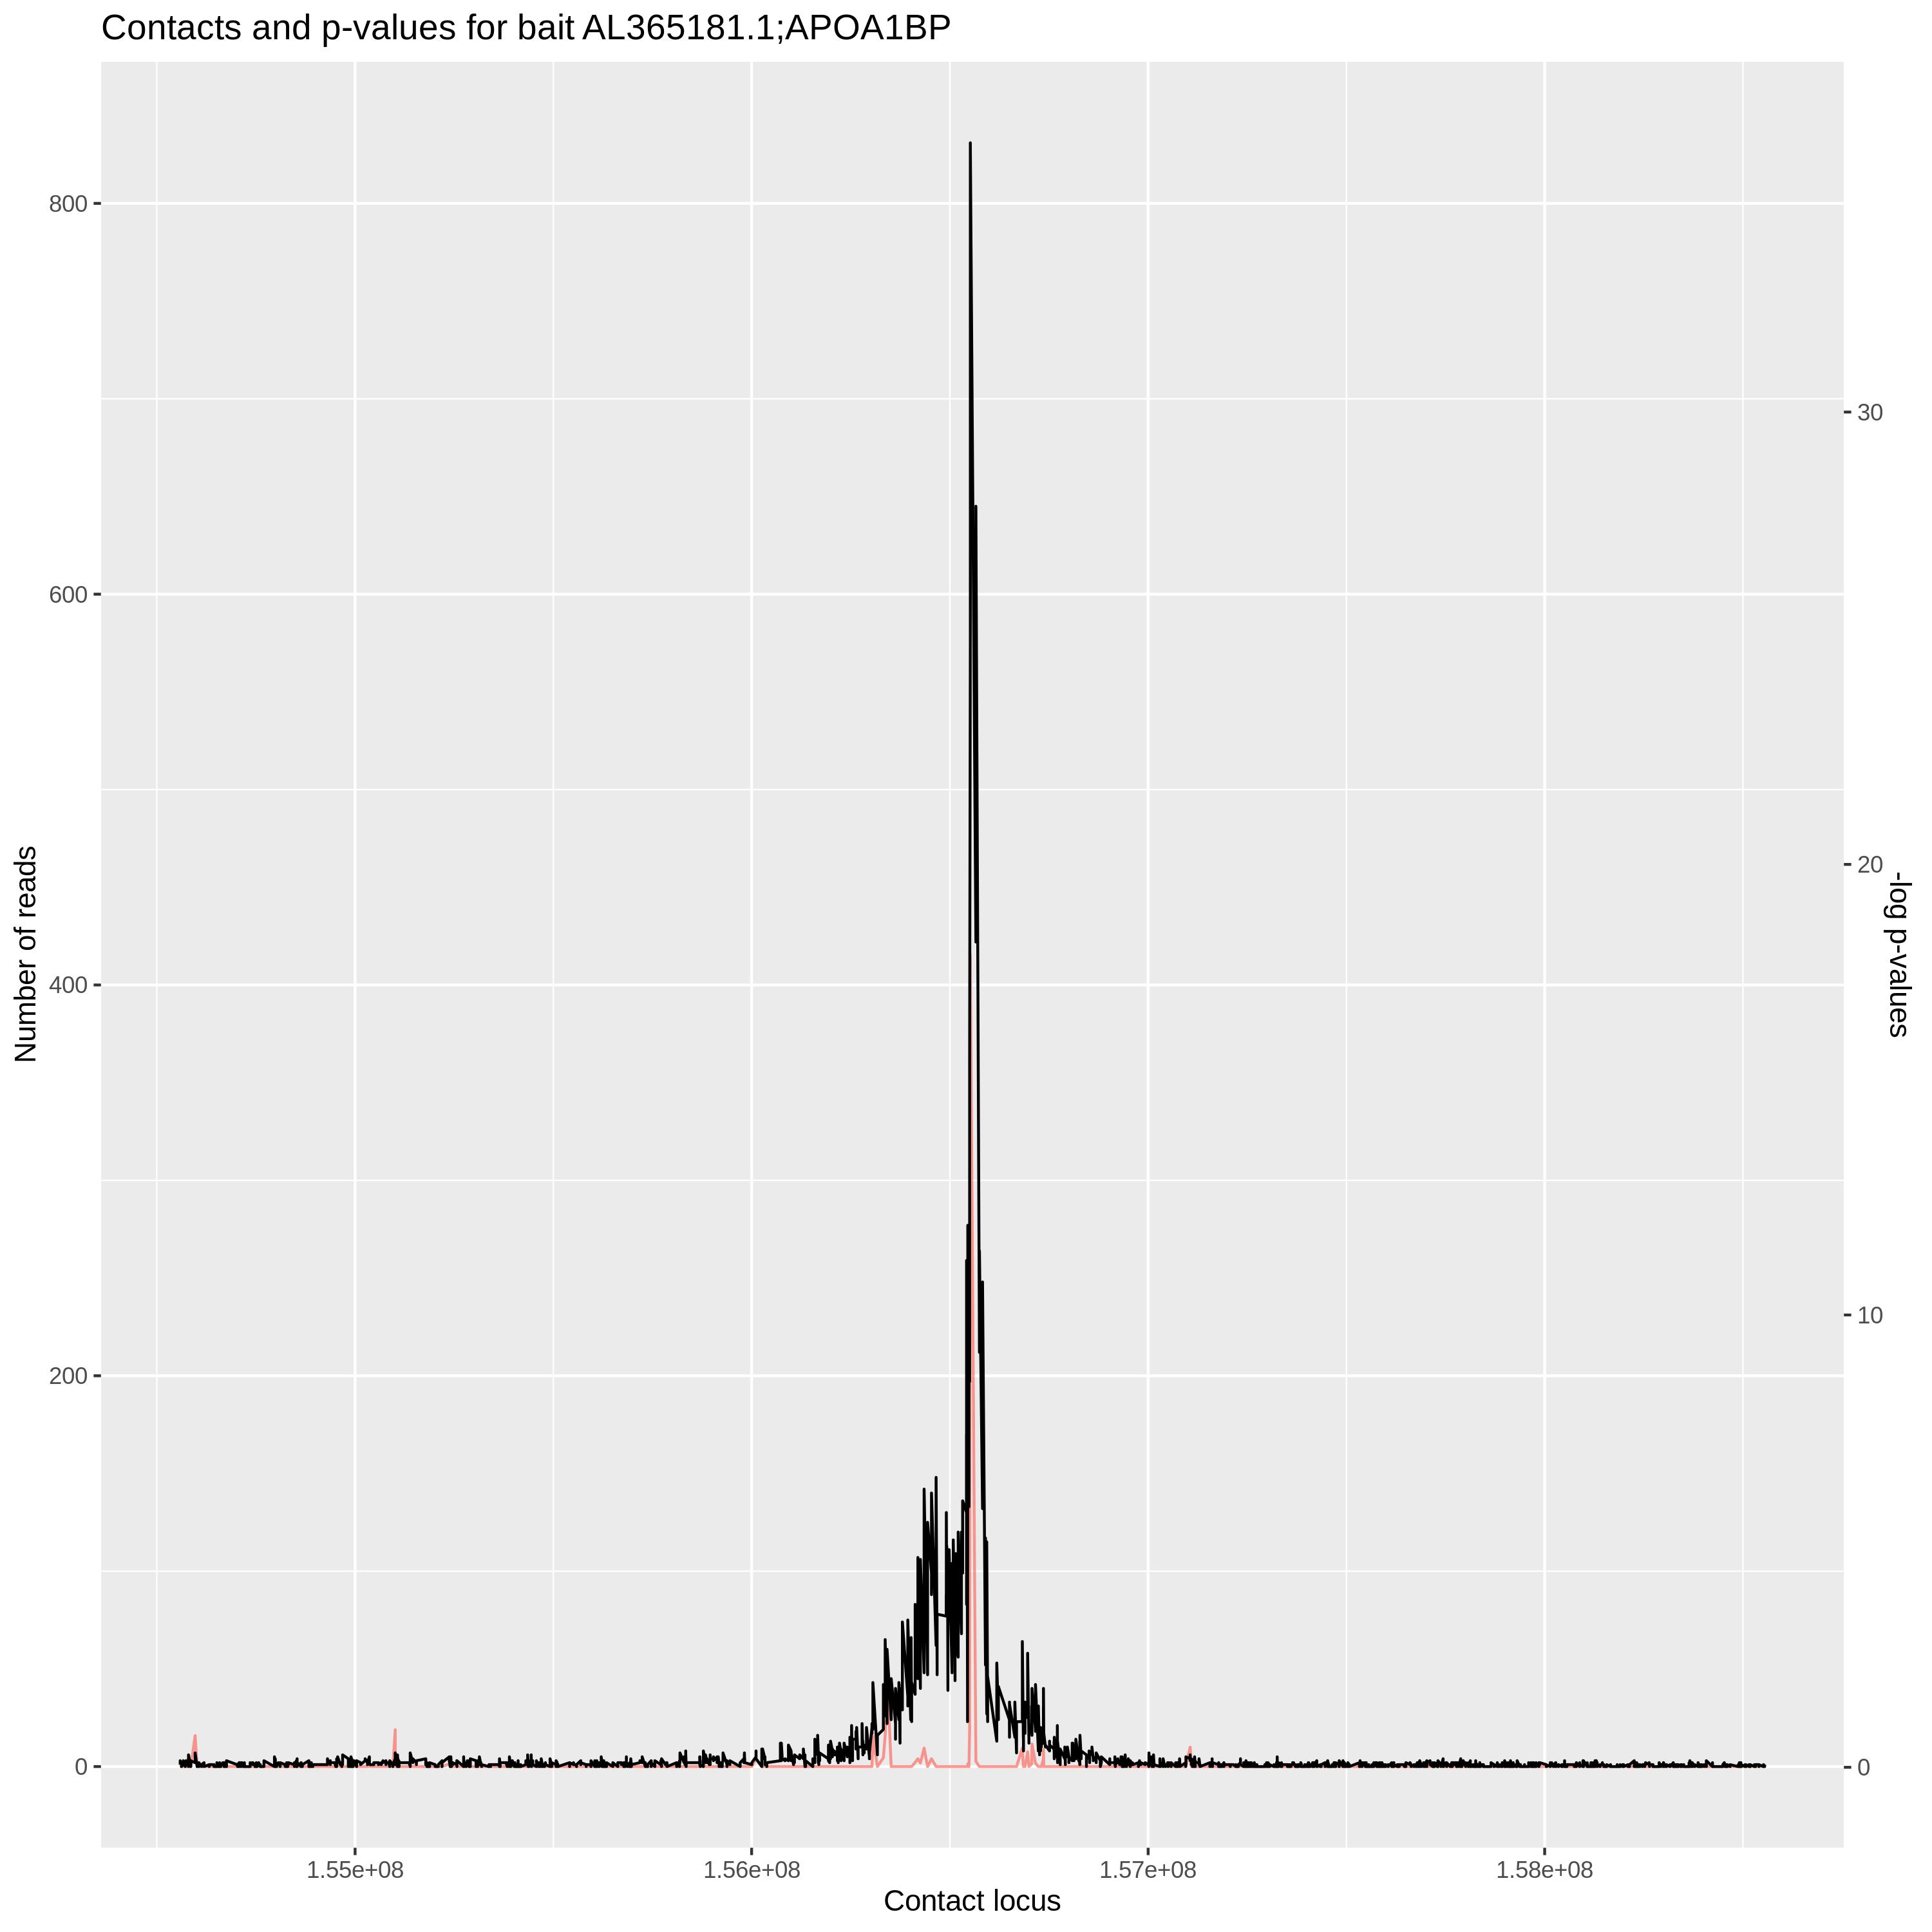 Contacts and p-values for bait AL365181.1;APOA1BP
800
600
400
200
0
Number of reads
30
20
10
0
-log p-values
1.55e+08 1.56e+08 1.57e+08 1.58e+08
Contact locus